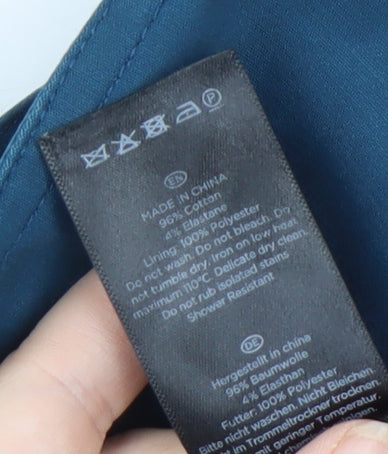 P
EN
MADE IN CHINA
96% Cotton
4% Elastane
Lining: 100% Polyester
Do not wash. Do not bleach. Do
not tumble dry. Iron on low heat
maximum 110°C Delicate dry clean.
Do not rub isolated stains
Shower Resistant
DE
Hergestellt in china
96% Baumwolle
4% Elasthan
Futter: 100% Polyester
Bitte nicht waschen. Nicht Bleichen.
Nicht im Trommeltrockner trocknen.
mit geringer Temperatur.